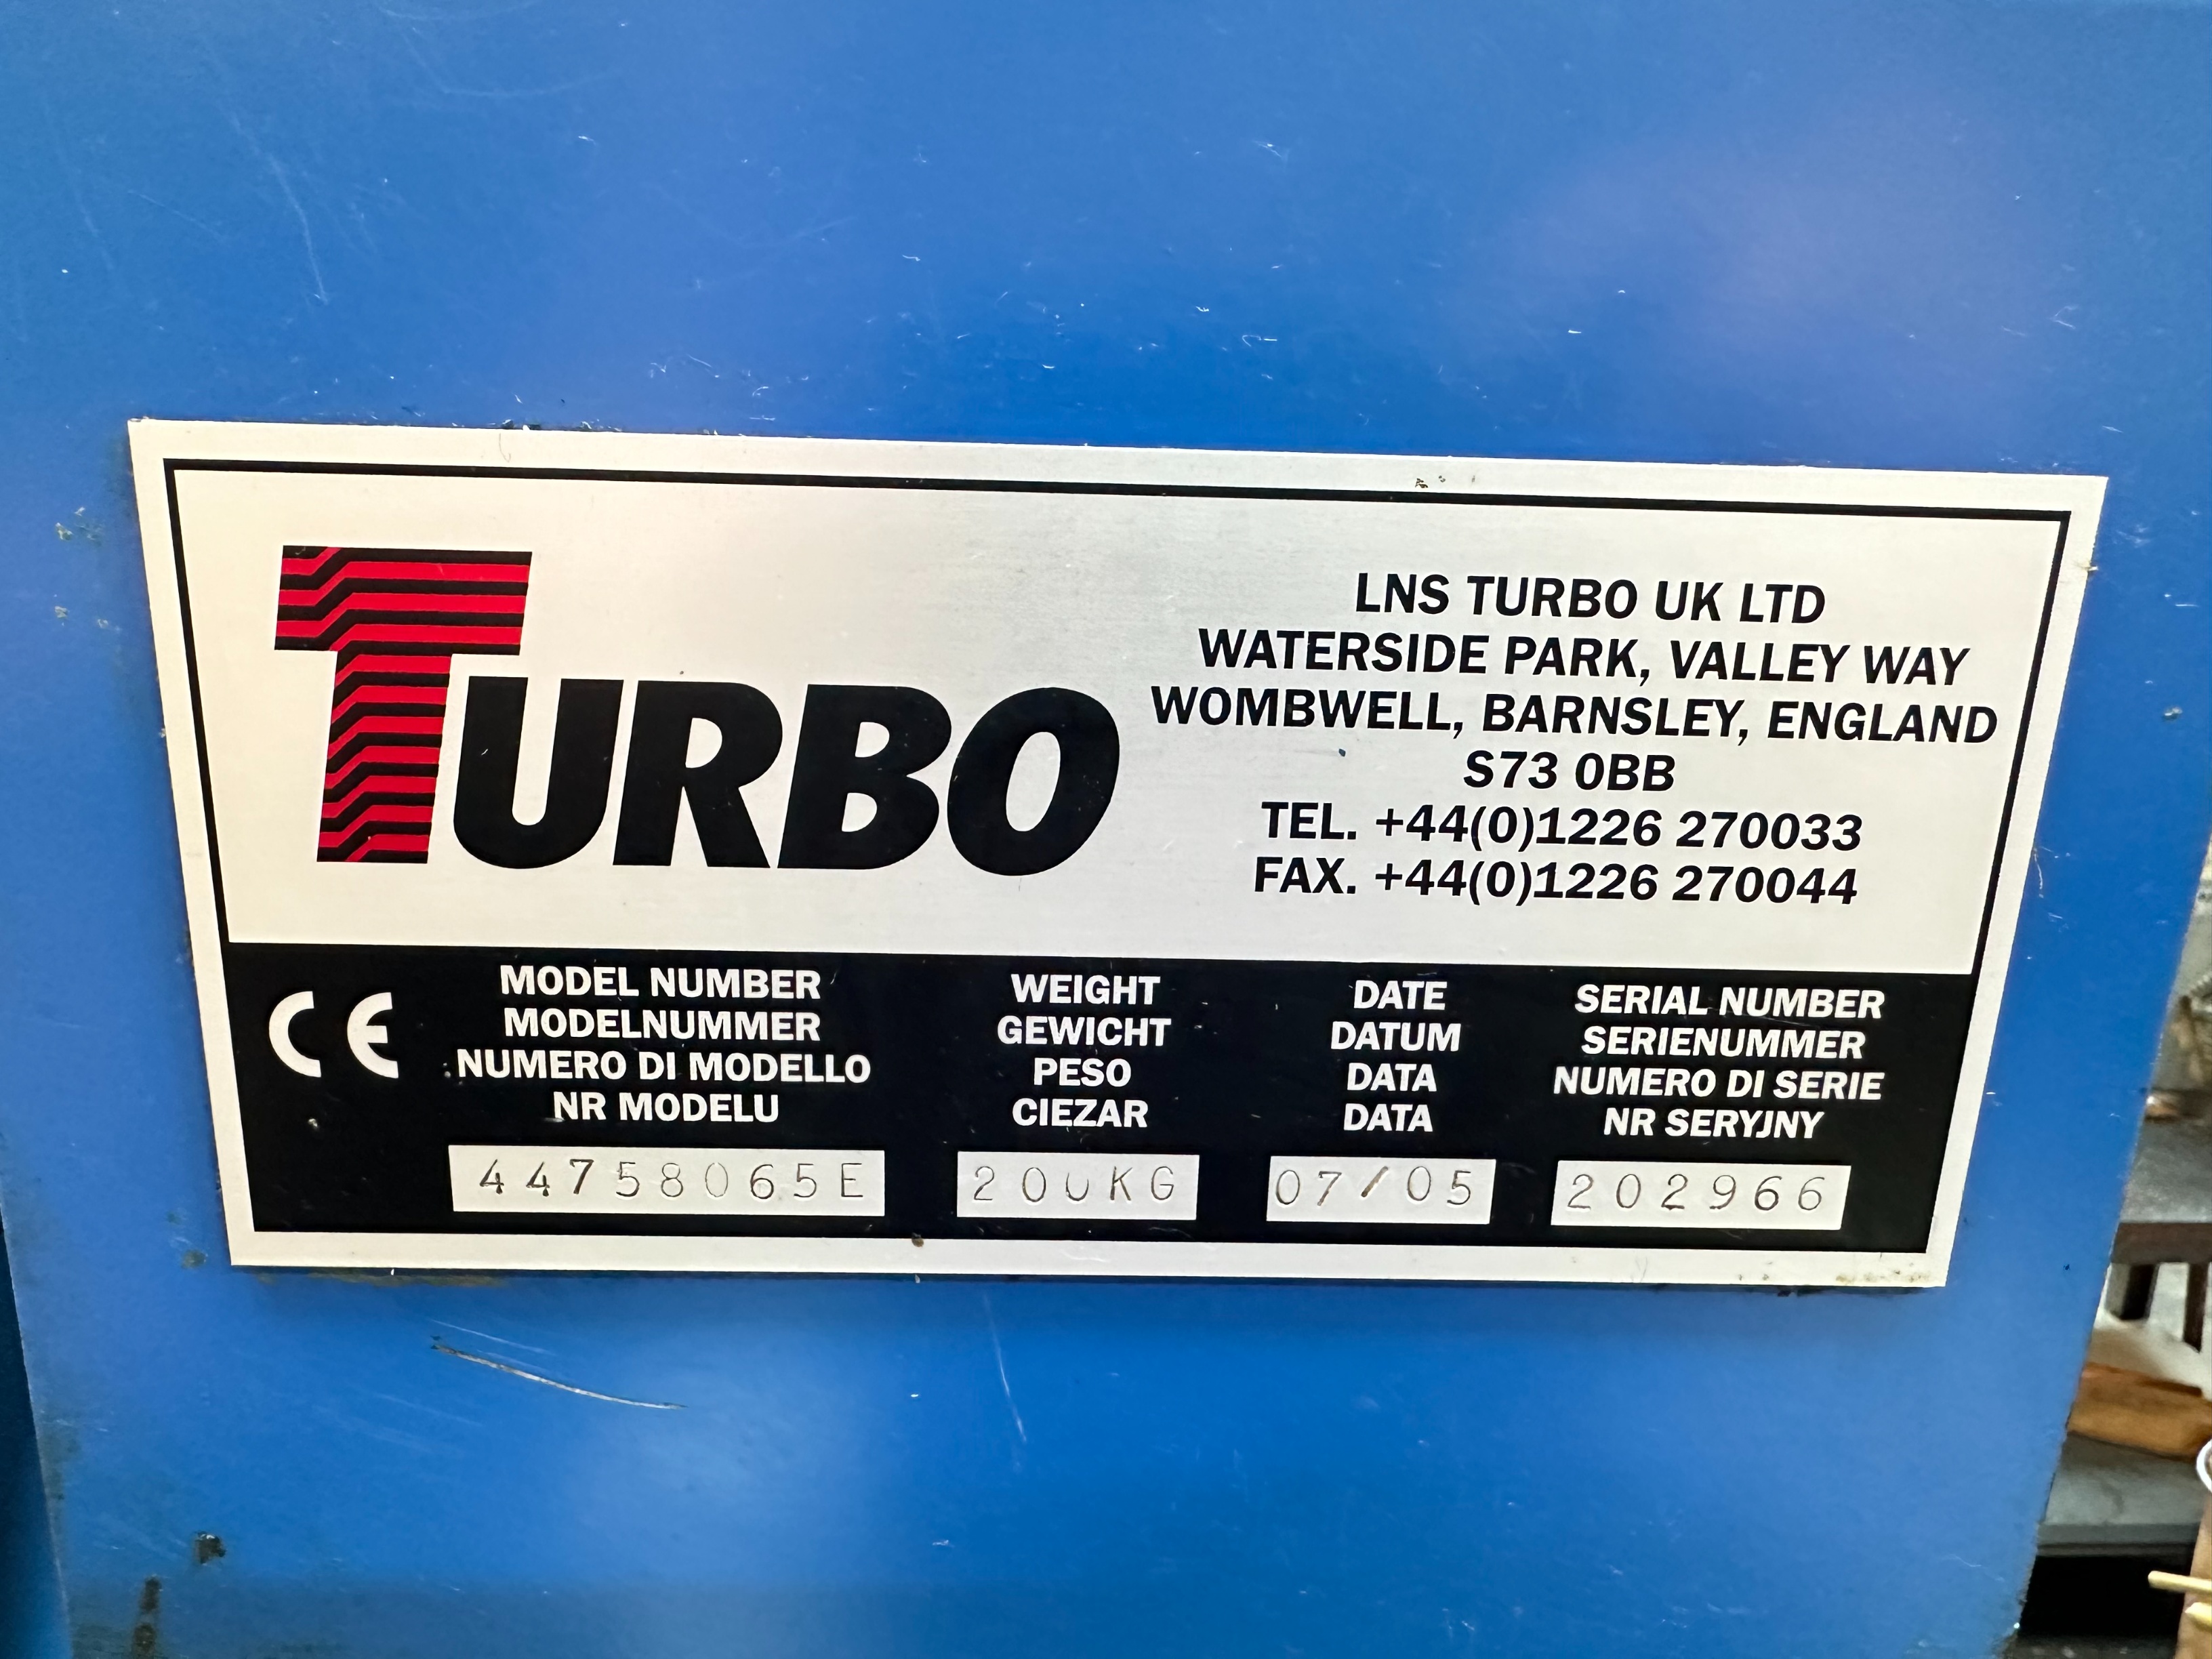 TURBO
LNS TURBO UK LTD
WATERSIDE PARK, VALLEY WAY
WOMBWELL, BARNSLEY, ENGLAND
S73 0BB
TEL. +44(0)1226 270033
FAX. +44(0)1226 270044
CE
MODEL NUMBER
MODELNUMMER
NUMERO DI MODELLO
NR MODELU
44758065E
WEIGHT
GEWICHT
PESO
CIEZAR
200KG
DATE
DATUM
DATA
DATA
07/05
SERIAL NUMBER
SERIENUMMER
NUMERO DI SERIE
NR SERYJNY
202966